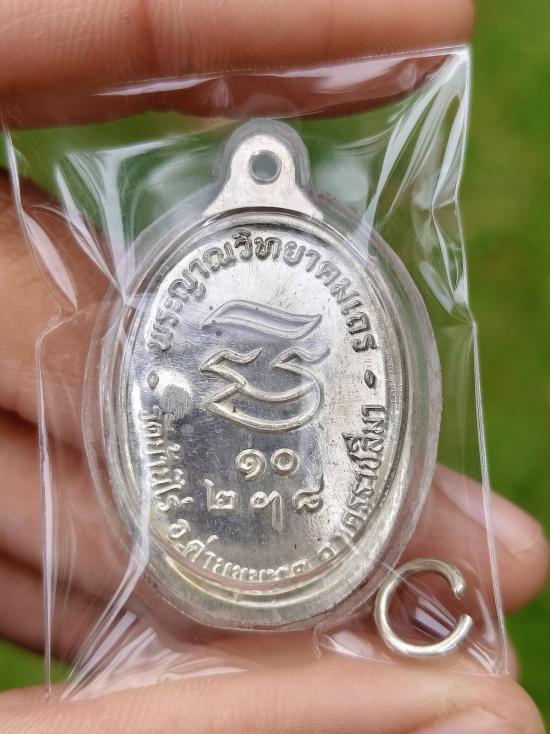 พระญาณวิทยาคมเถร
๑๐
๒ ๗ ๘
วัดบ้านไร่ อ.ด่านขุนทด จ.นครราชสีมา